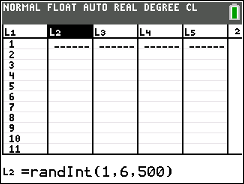 NORMAL FLOAT AUTO REAL DEGREE CL
L1 L2 L3 L4 L5 2
1 ------ ------ ------ ------
2
3
4
5
6
7
8
9
10
11
L2 =randInt(1,6,500)